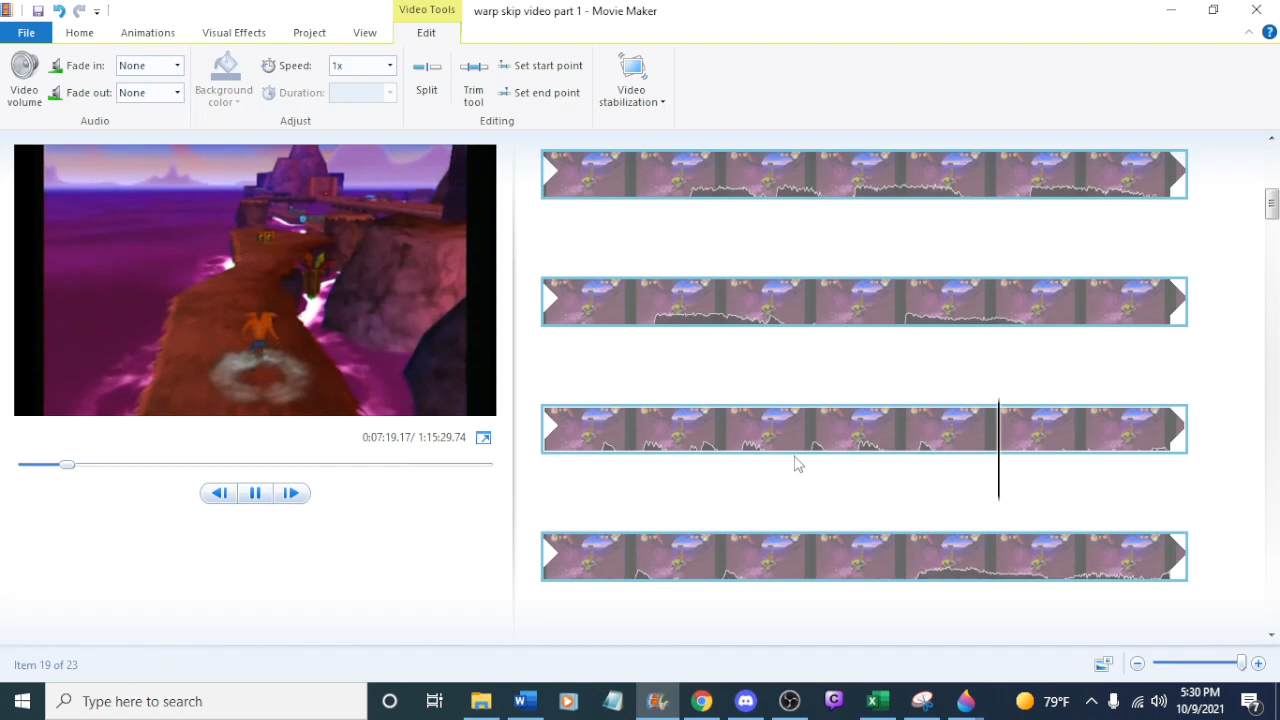 Video Tools
warp skip video part 1 - Movie Maker
File
Home
Animations
Visual Effects
Project
View
Edit
Video volume
Fade in:
None
Fade out:
None
Audio
Background color
Speed:
1x
Duration:
Adjust
Split
Trim tool
Set start point
Set end point
Editing
Video stabilization
0:07:19.17/ 1:15:29.74
Item 19 of 23
Type here to search
79°F
5:30 PM
10/9/2021
7